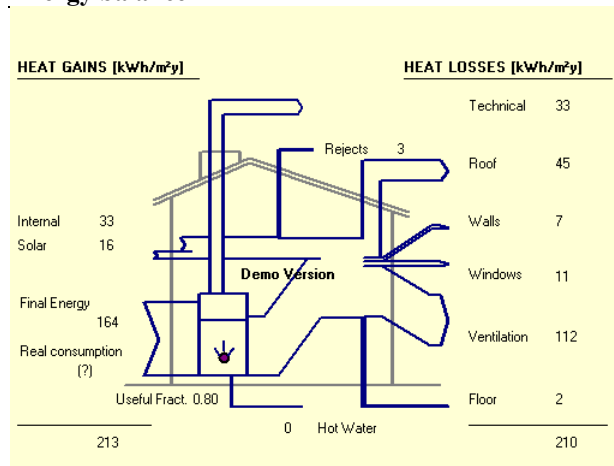 HEAT GAINS [kWh/m²y]
HEAT LOSSES [kWh/m²y]
Technical 33
Rejects 3
Roof 45
Internal 33
Walls 7
Solar 16
Demo Version
Windows 11
Final Energy
164
Ventilation 112
Real consumption
(?)
Useful Fract. 0.80
Floor 2
0 Hot Water
213
210